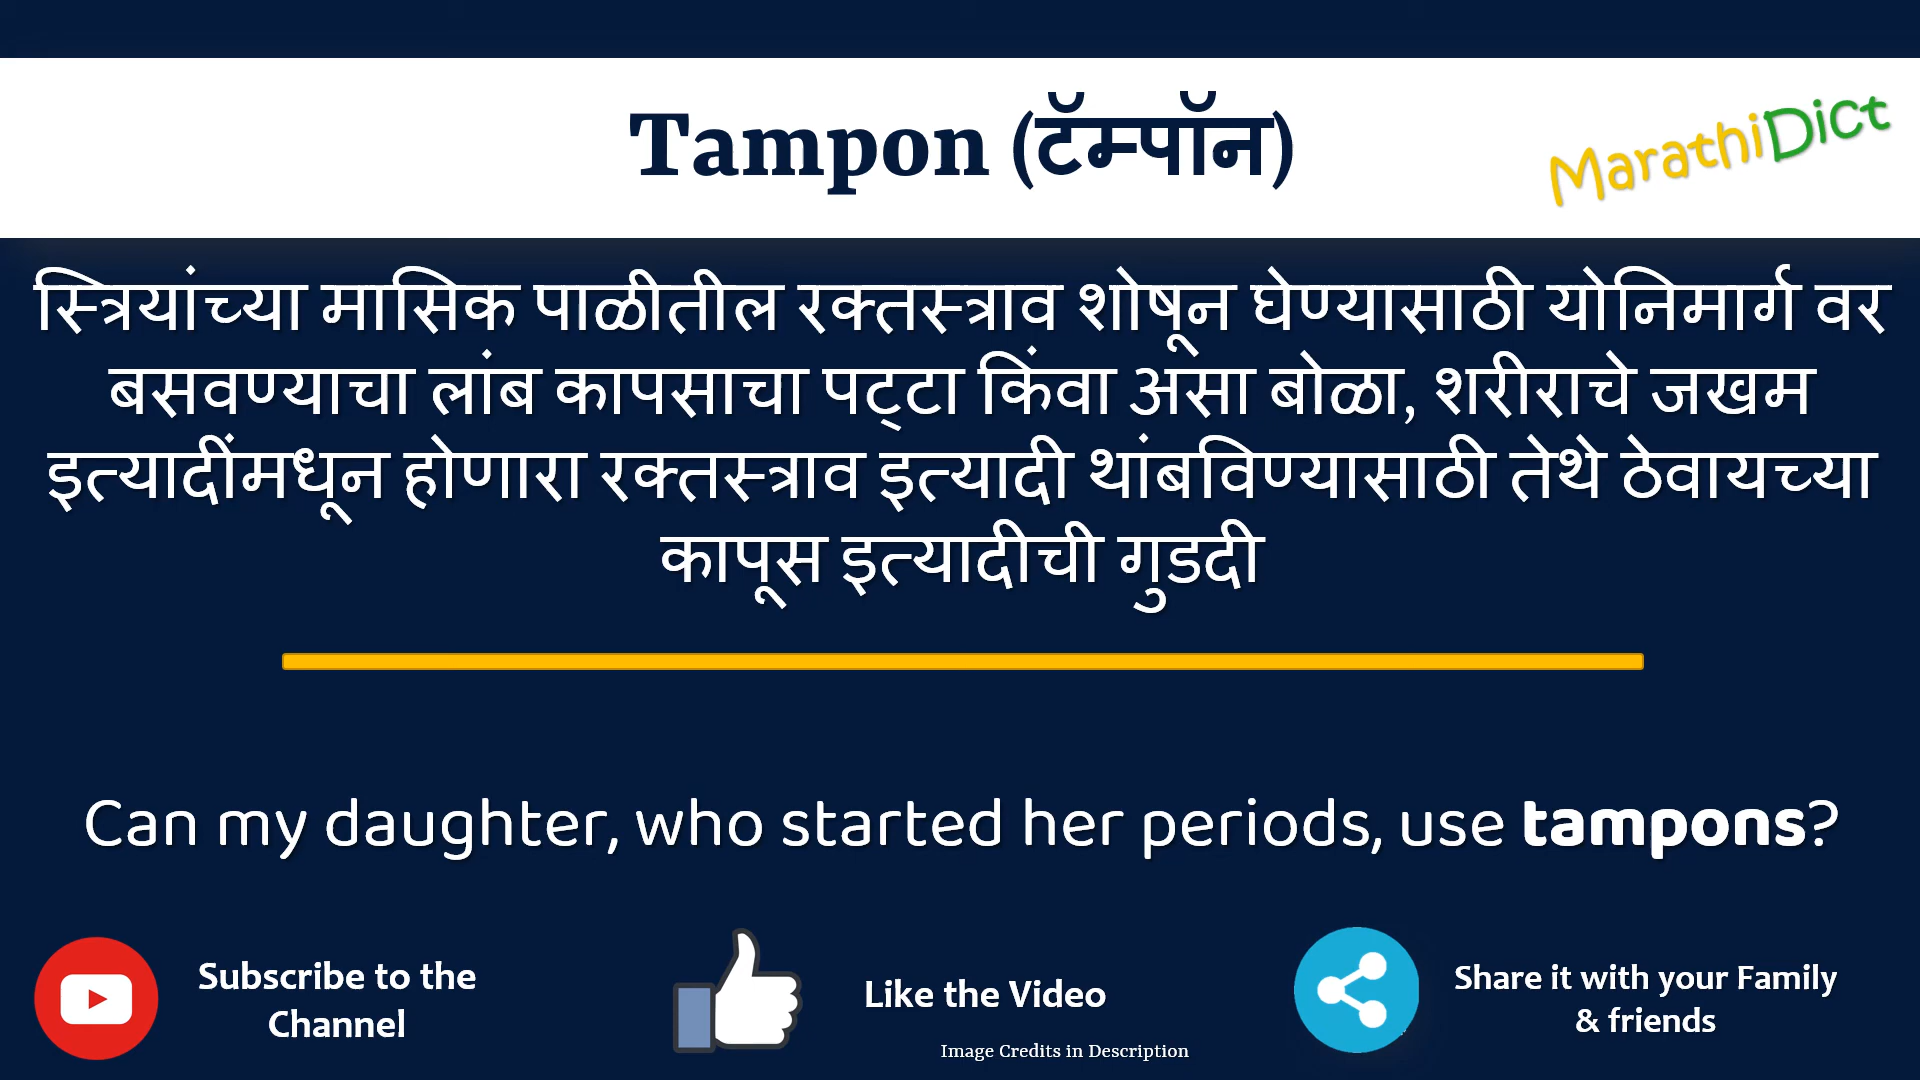 Tampon (टॅम्पॉन)
MarathiDict
स्त्रियांच्या मासिक पाळीतील रक्तस्त्राव शोषून घेण्यासाठी योनिमार्ग वर
बसवण्याचा लांब कापसाचा पट्टा किंवा असा बोळा, शरीराचे जखम
इत्यादींमधून होणारा रक्तस्त्राव इत्यादी थांबविण्यासाठी तेथे ठेवायच्या
कापूस इत्यादीची गुडदी
Can my daughter, who started her periods, use tampons?
Subscribe to the
Channel
Like the Video
Share it with your Family
& friends
Image Credits in Description